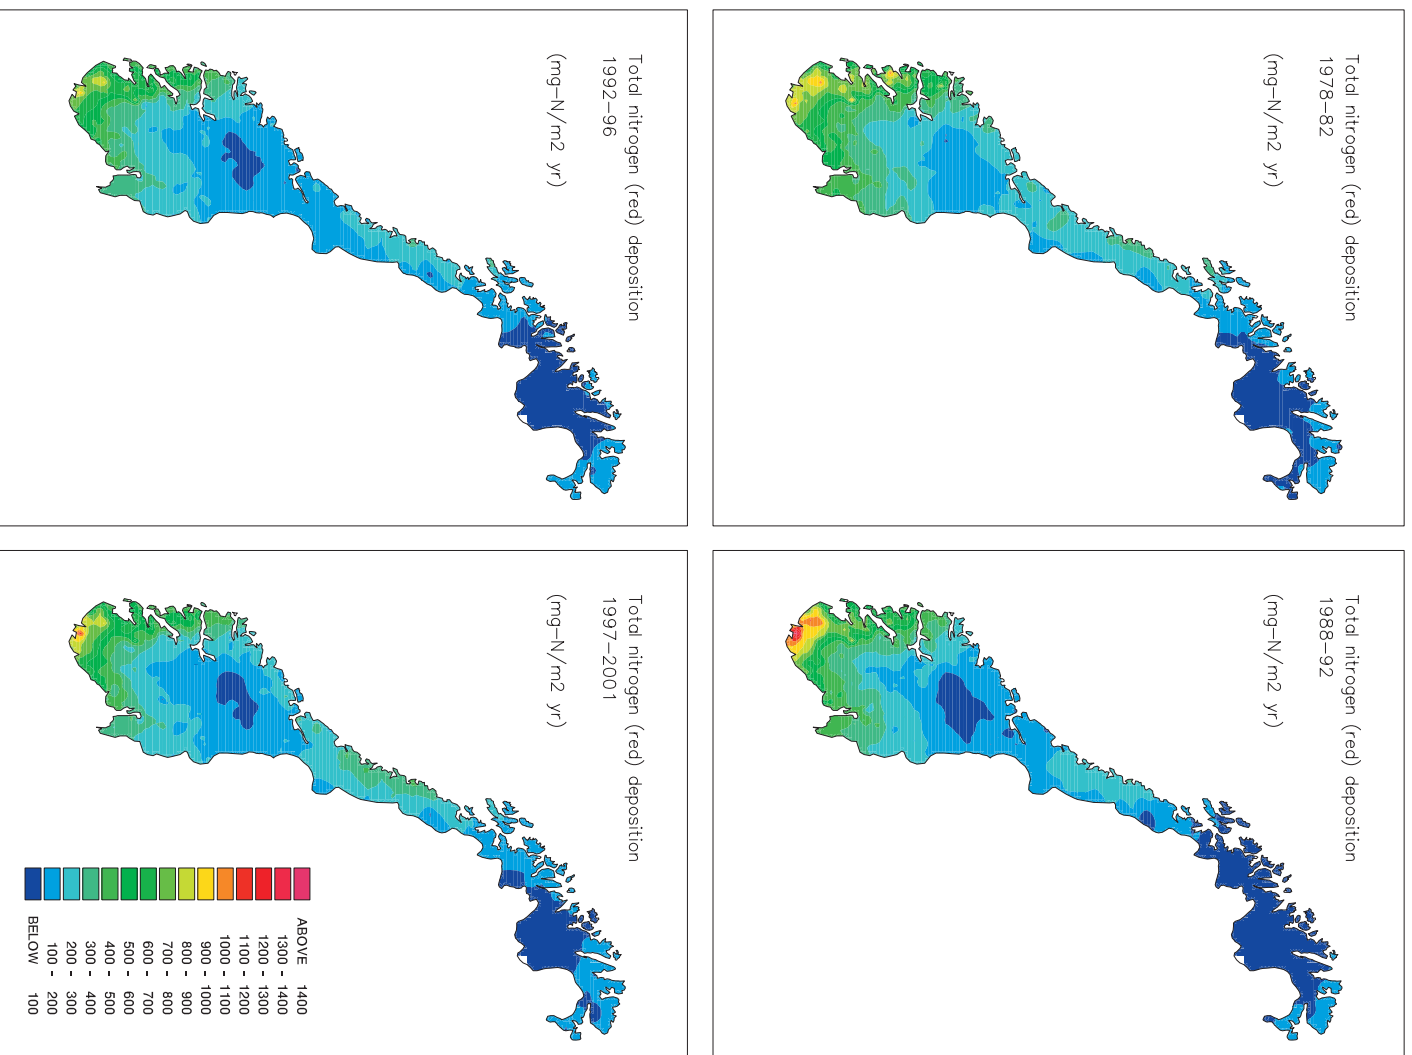 Total nitrogen (red) deposition
1978–82
(mg–N/m2 yr)
Total nitrogen (red) deposition
1988–92
(mg–N/m2 yr)
Total nitrogen (red) deposition
1992–96
(mg–N/m2 yr)
Total nitrogen (red) deposition
1997–2001
(mg–N/m2 yr)
ABOVE 1400
1300 - 1400
1200 - 1300
1100 - 1200
1000 - 1100
900 - 1000
800 - 900
700 - 800
600 - 700
500 - 600
400 - 500
300 - 400
200 - 300
100 - 200
BELOW 100